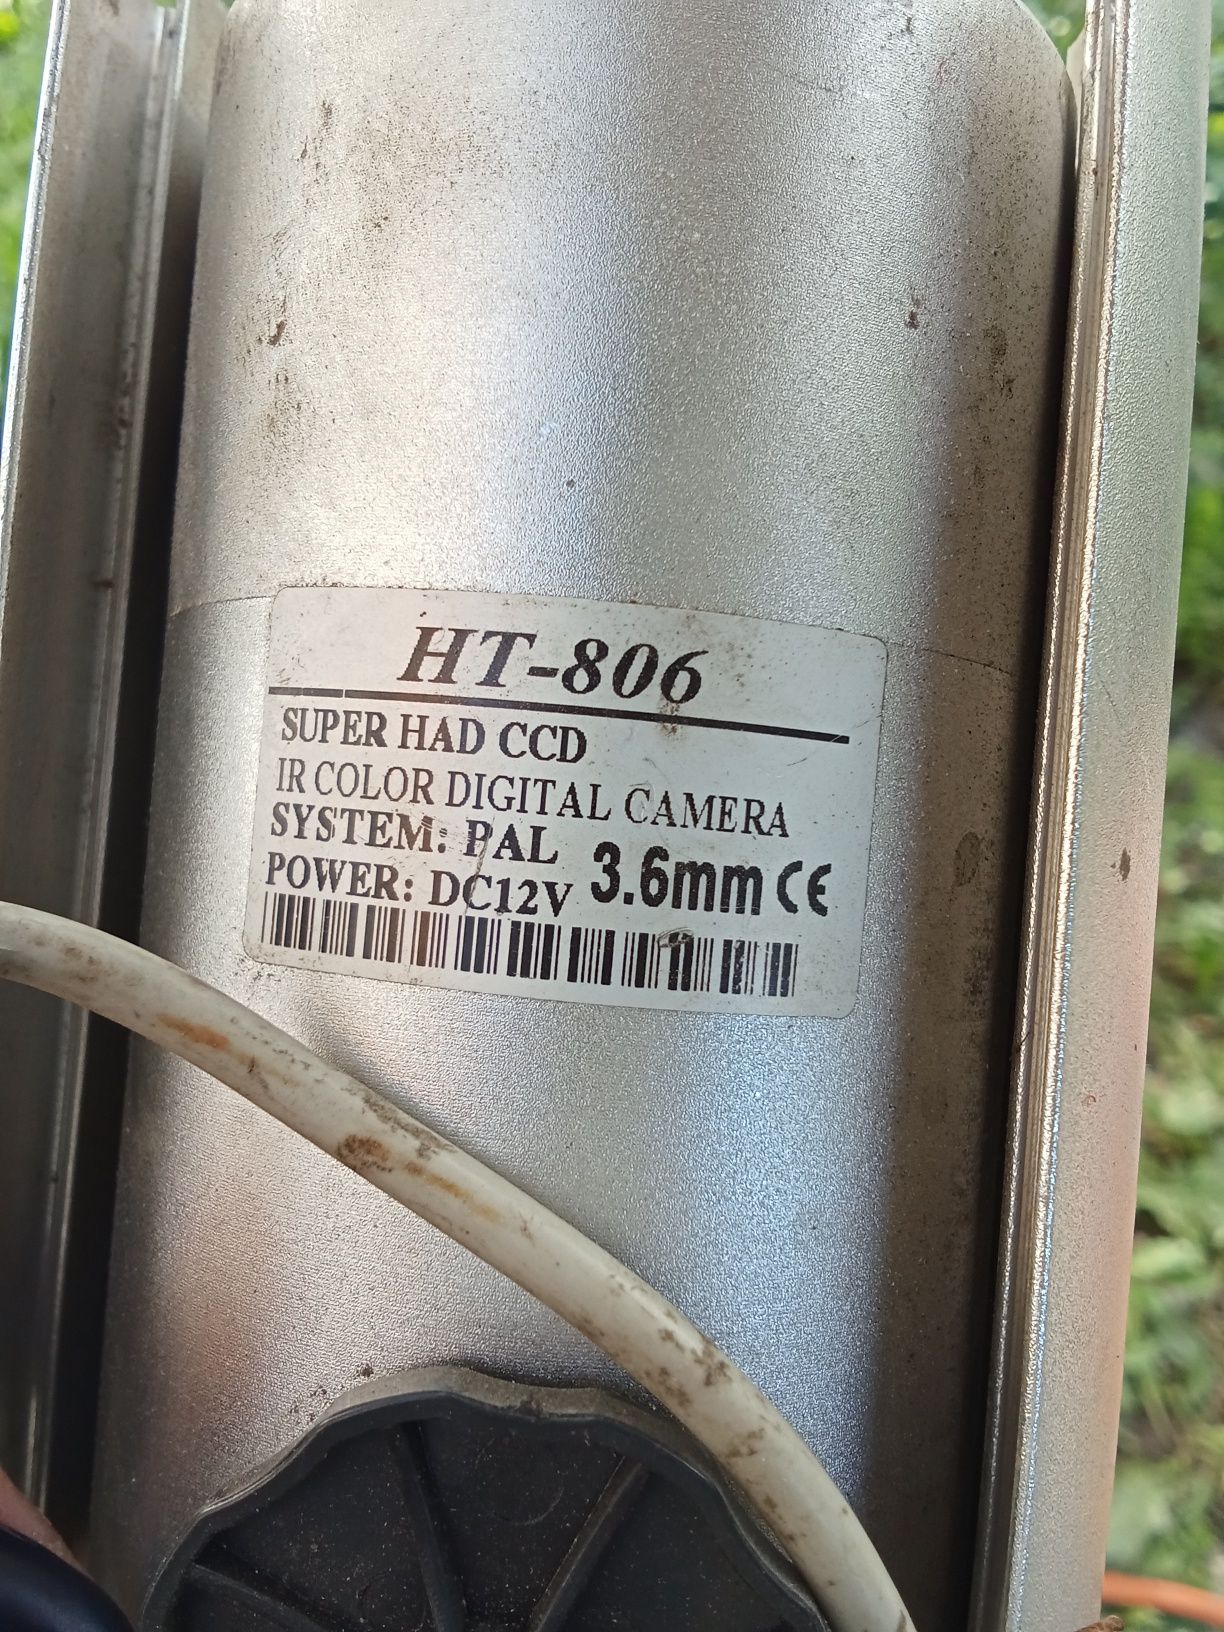 HT-806
SUPER HAD CCD
IR COLOR DIGITAL CAMERA
SYSTEM: PAL
POWER: DC12V 3.6mm CE